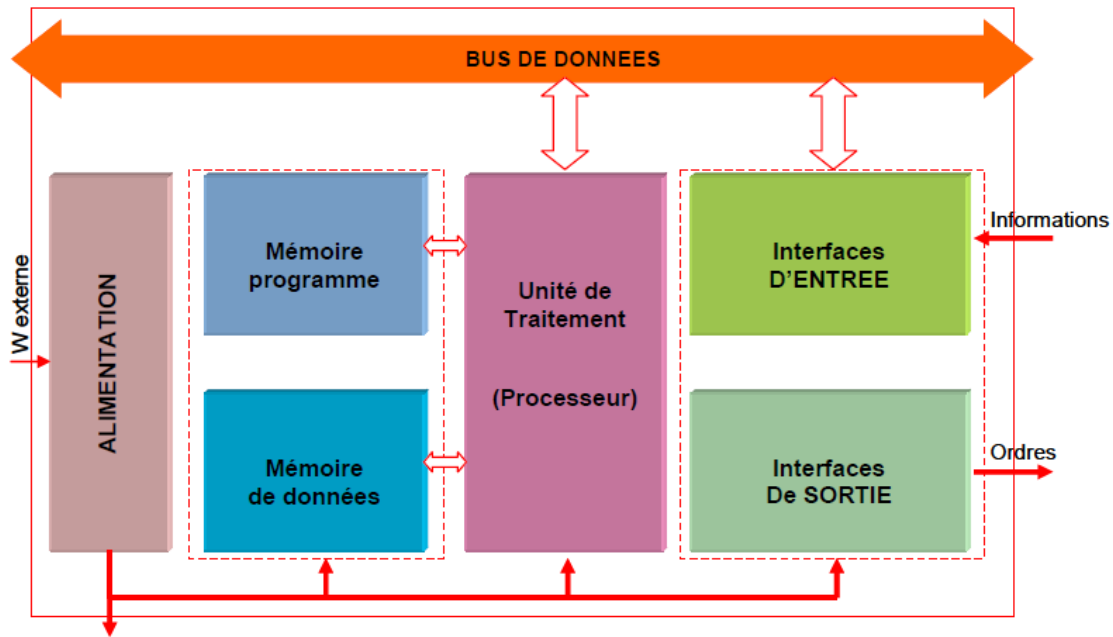 BUS DE DONNEES
W externe
ALIMENTATION
Mémoire
programme
Mémoire
de données
Unité de
Traitement
(Processeur)
Interfaces
D'ENTREE
Interfaces
De SORTIE
Informations
Ordres